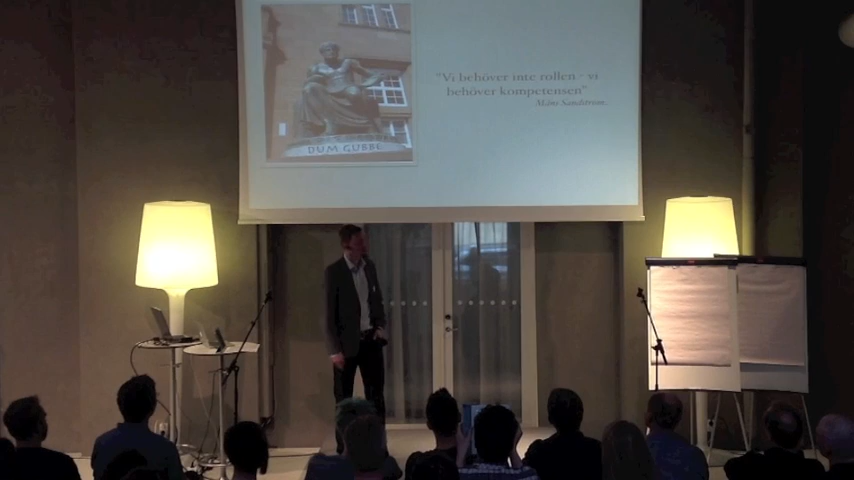 "Vi behöver inte rollen - vi
behöver kompetensen"
Måns Sandström.
DUM GUBBE